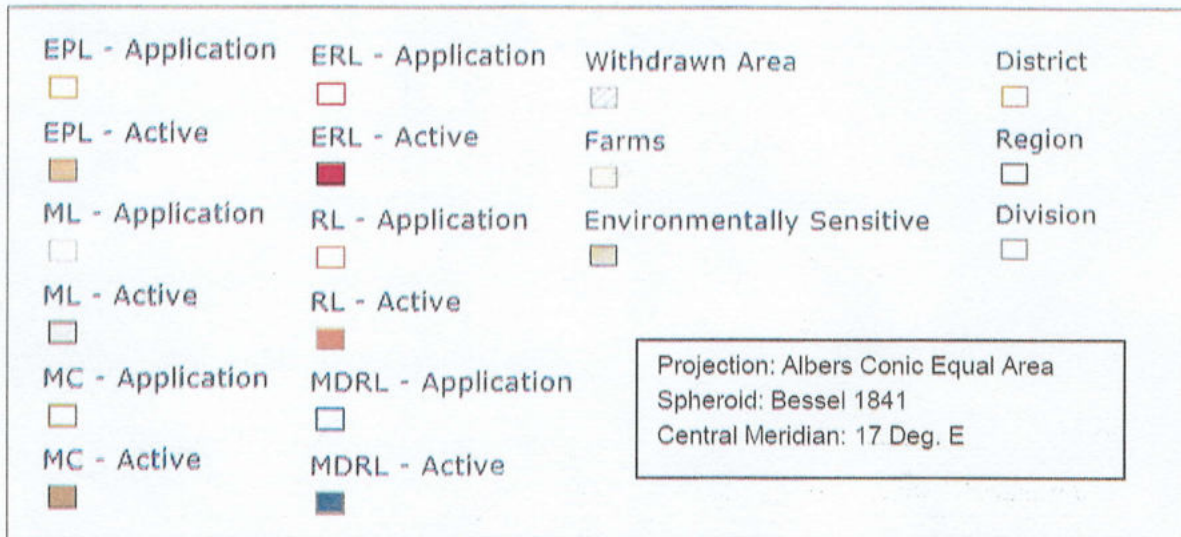 EPL - Application
EPL - Active
ML - Application
ML - Active
MC - Application
MC - Active
ERL - Application
ERL - Active
RL - Application
RL - Active
MDRL - Application
MDRL - Active
Withdrawn Area
Farms
Environmentally Sensitive
District
Region
Division
Projection: Albers Conic Equal Area
Spheroid: Bessel 1841
Central Meridian: 17 Deg. E